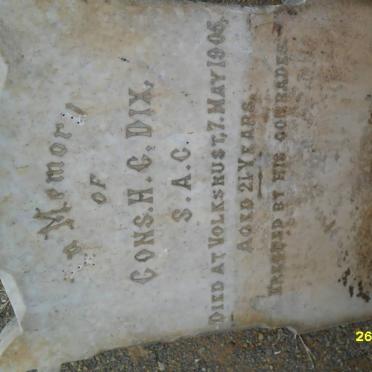 In Memory
OF
CONS. H. C. DIX,
S. A. C.
DIED AT VOLKSRUST, 7. MAY 1905,
AGED 21 YEARS.
ERECTED BY HIS COMRADES
26